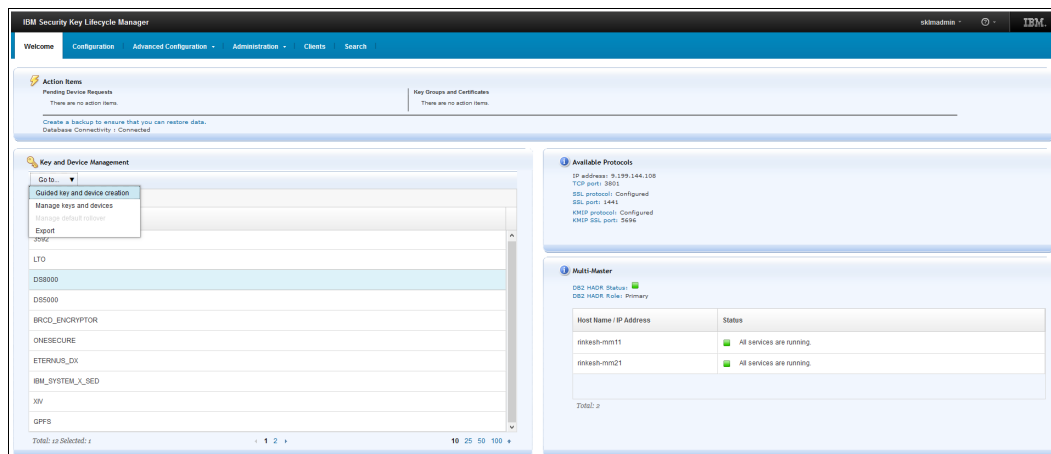 IBM Security Key Lifecycle Manager
sklmadmin
IBM.
Welcome Configuration Advanced Configuration Administration Clients Search
Action Items
Pending Device Requests
There are no action items.
Key Groups and Certificates
There are no action items.
Create a backup to ensure that you can restore data.
Database Connectivity : Connected
Key and Device Management
Go to...
Guided key and device creation
Manage keys and devices
Manage default rollover
Export
3592
LTO
DS8000
DS5000
BRCD_ENCRYPTOR
ONESECURE
ETERNUS_DX
IBM_SYSTEM_X_SED
XIV
GPFS
Total: 12 Selected: 1
1 2
10 25 50 100
Available Protocols
IP address: 9.199.144.108
TCP port: 3801
SSL protocol: Configured
SSL port: 1441
KMIP protocol: Configured
KMIP SSL port: 5696
Multi-Master
DB2 HADR Status:
DB2 HADR Role: Primary
Host Name / IP Address Status
rinkesh-mm11 All services are running.
rinkesh-mm21 All services are running.
Total: 2